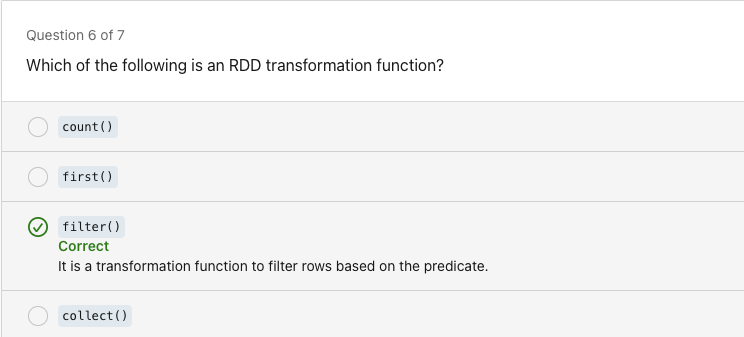 Question 6 of 7
Which of the following is an RDD transformation function?
count()
first()
filter()
Correct
It is a transformation function to filter rows based on the predicate.
collect()